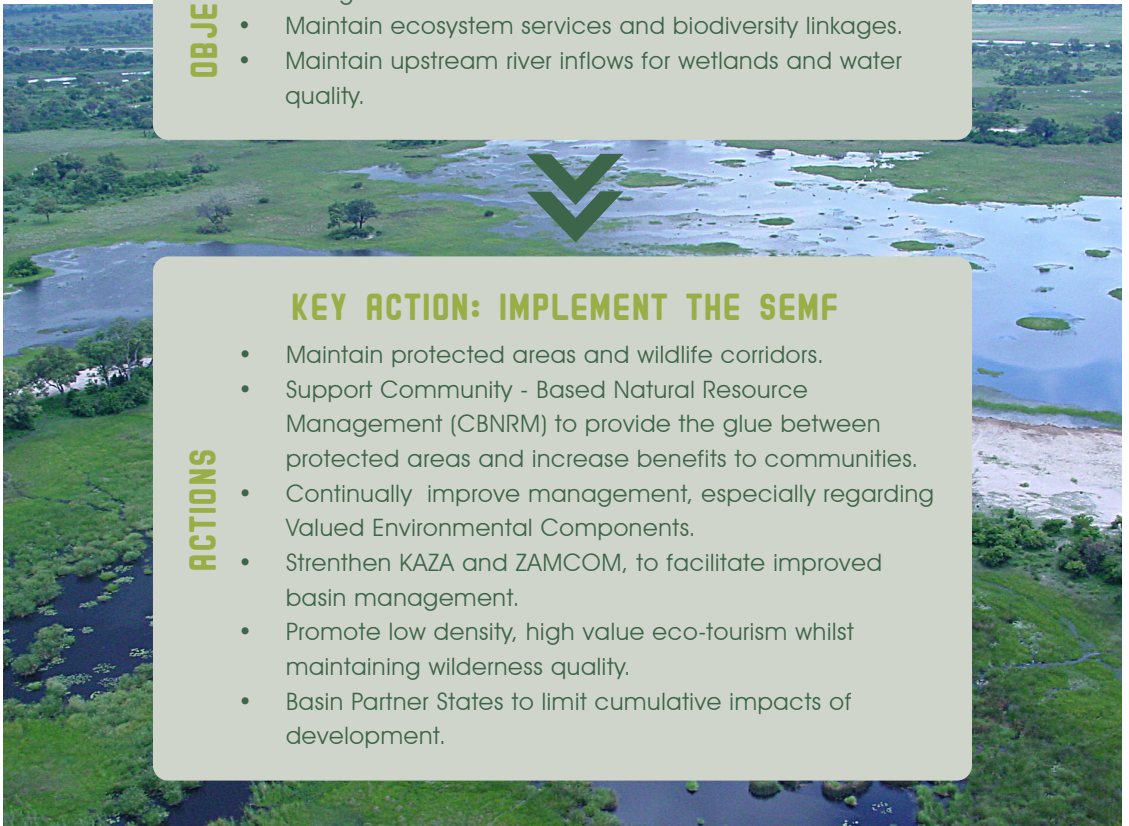 OBJE
• Maintain ecosystem services and biodiversity linkages.
• Maintain upstream river inflows for wetlands and water
quality.
KEY ACTION: IMPLEMENT THE SEMF
ACTIONS
• Maintain protected areas and wildlife corridors.
• Support Community - Based Natural Resource
Management (CBNRM) to provide the glue between
protected areas and increase benefits to communities.
• Continually  improve management, especially regarding
Valued Environmental Components.
• Strenthen KAZA and ZAMCOM, to facilitate improved
basin management.
• Promote low density, high value eco-tourism whilst
maintaining wilderness quality.
• Basin Partner States to limit cumulative impacts of
development.